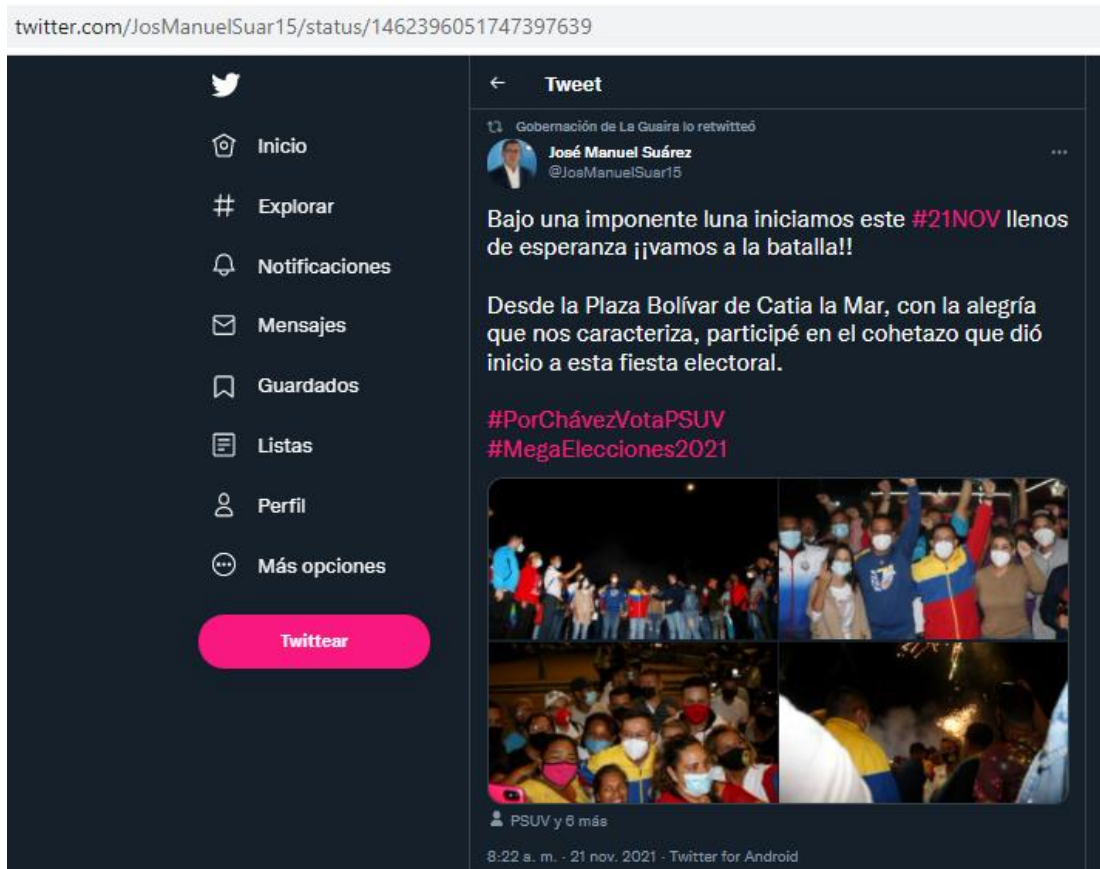 twitter.com/JosManuelSuar15/status/1462396051747397639
Tweet
Gobernación de La Guaira lo retwitteó
José Manuel Suárez
@JosManuelSuar15
Inicio
Explorar
Notificaciones
Mensajes
Guardados
Listas
Perfil
Más opciones
Twittear
Bajo una imponente luna iniciamos este #21NOV llenos
de esperanza ¡¡vamos a la batalla!!
Desde la Plaza Bolívar de Catia la Mar, con la alegría
que nos caracteriza, participé en el cohetazo que dió
inicio a esta fiesta electoral.
#PorChávezVotaPSUV
#MegaElecciones2021
PSUV y 6 más
8:22 a. m. · 21 nov. 2021 · Twitter for Android